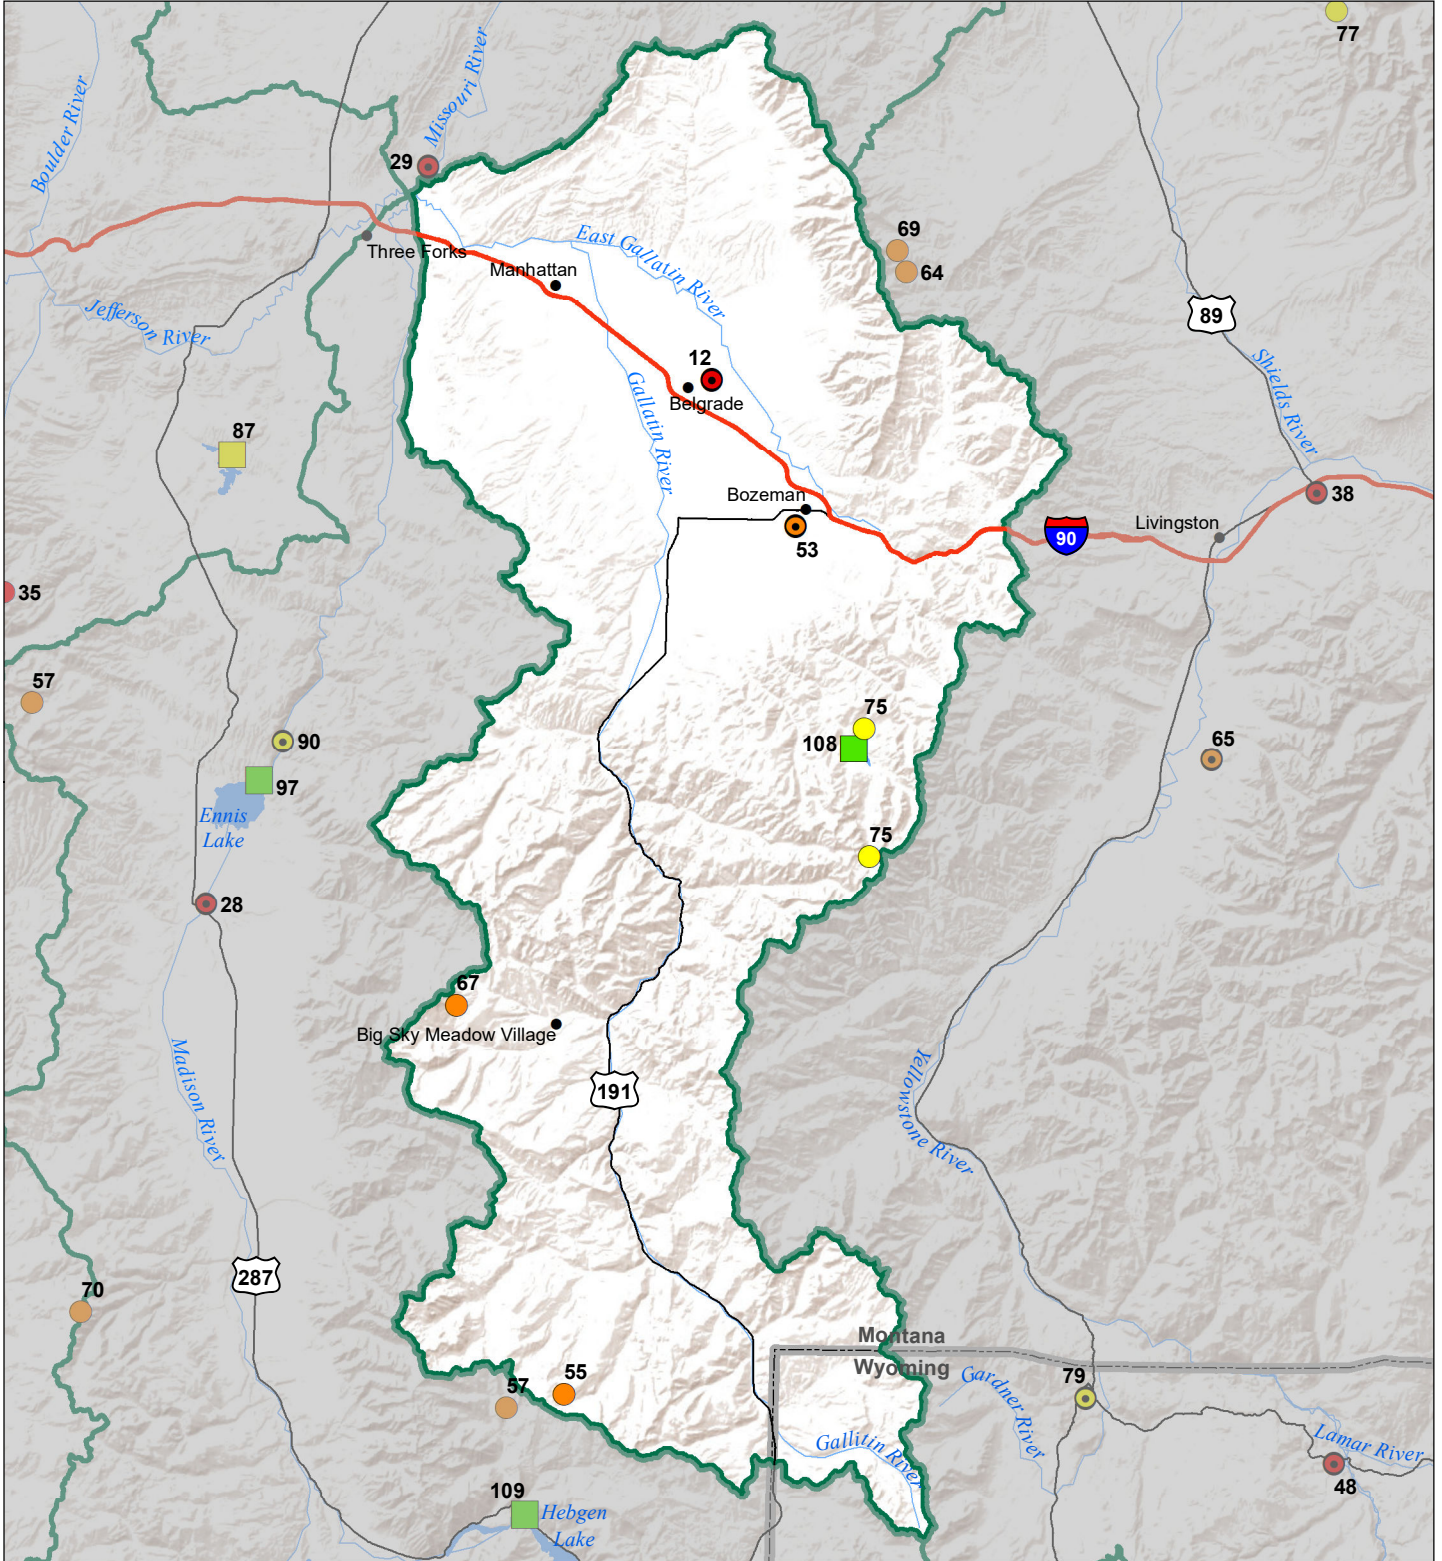 77
Missouri River
Boulder River
29
69
64
Three Forks
East Gallatin River
Manhattan
Jefferson River
89
Shields River
12
Belgrade
Gallatin River
87
38
Bozeman
53
90
Livingston
35
57
75
108
65
90
97
Ennis
Lake
75
28
67
Big Sky Meadow Village
Madison River
191
Yellowstone River
287
70
Montana
Wyoming
55
57
79
Gardner River
Gallitin River
Lamar River
48
109
Hebgen
Lake